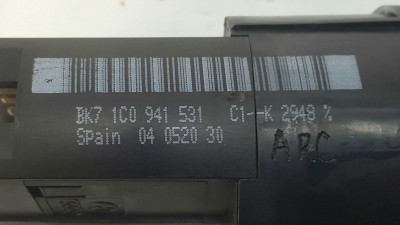 BK7 1C0 941 531 C1--K 2948 %
Spain 04 0520 30
ARC